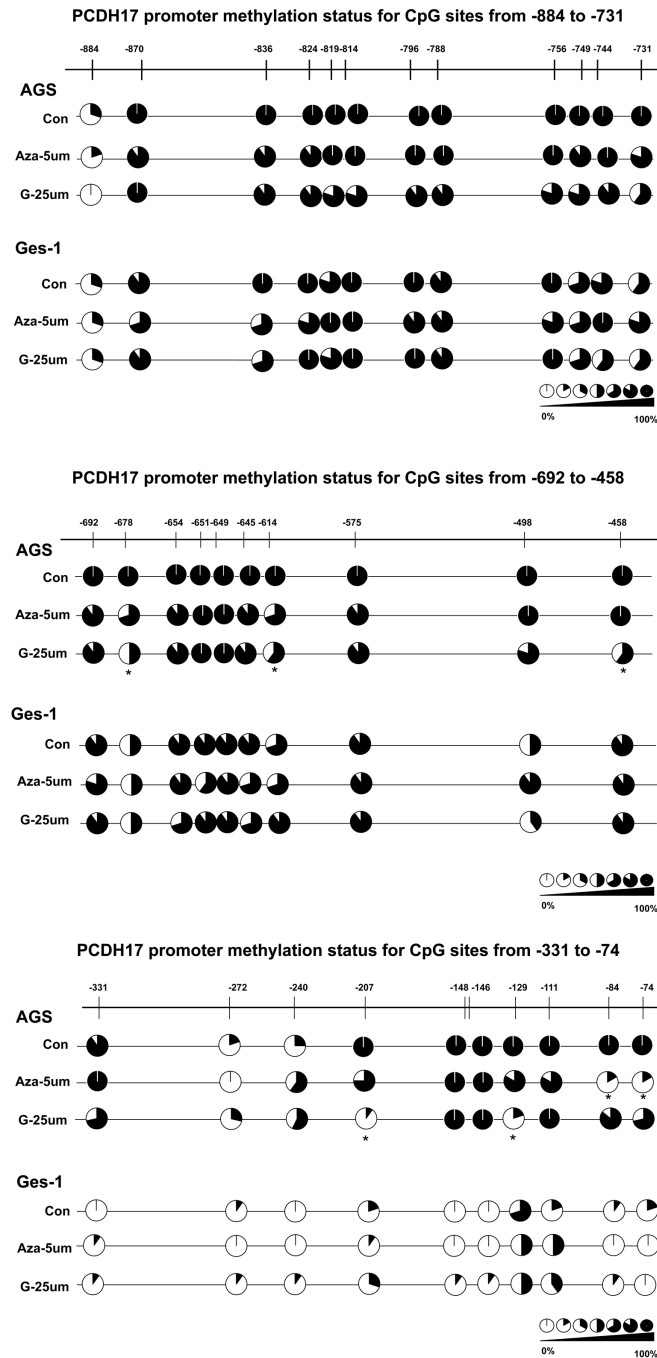 PCDH17 promoter methylation status for CpG sites from -884 to -731
-884 -870 -836 -824 -819 -814 -796 -788 -756 -749 -744 -731
AGS
Con
Aza-5um
G-25um
Ges-1
Con
Aza-5um
G-25um
0% 100%
PCDH17 promoter methylation status for CpG sites from -692 to -458
-692 -678 -654 -651 -649 -645 -614 -575 -498 -458
AGS
Con
Aza-5um
G-25um
* * *
Ges-1
Con
Aza-5um
G-25um
0% 100%
PCDH17 promoter methylation status for CpG sites from -331 to -74
-331 -272 -240 -207 -148 -146 -129 -111 -84 -74
AGS
Con
Aza-5um
* *
G-25um
* *
Ges-1
Con
Aza-5um
G-25um
0% 100%